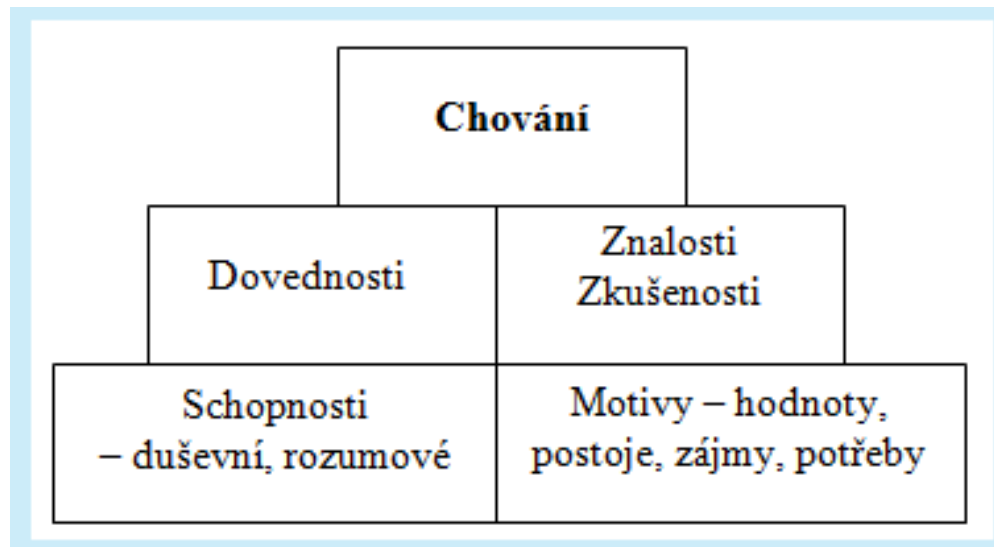 Chování
Dovednosti
Znalosti
Zkušenosti
Schopnosti
– duševní, rozumové
Motivy – hodnoty,
postoje, zájmy, potřeby